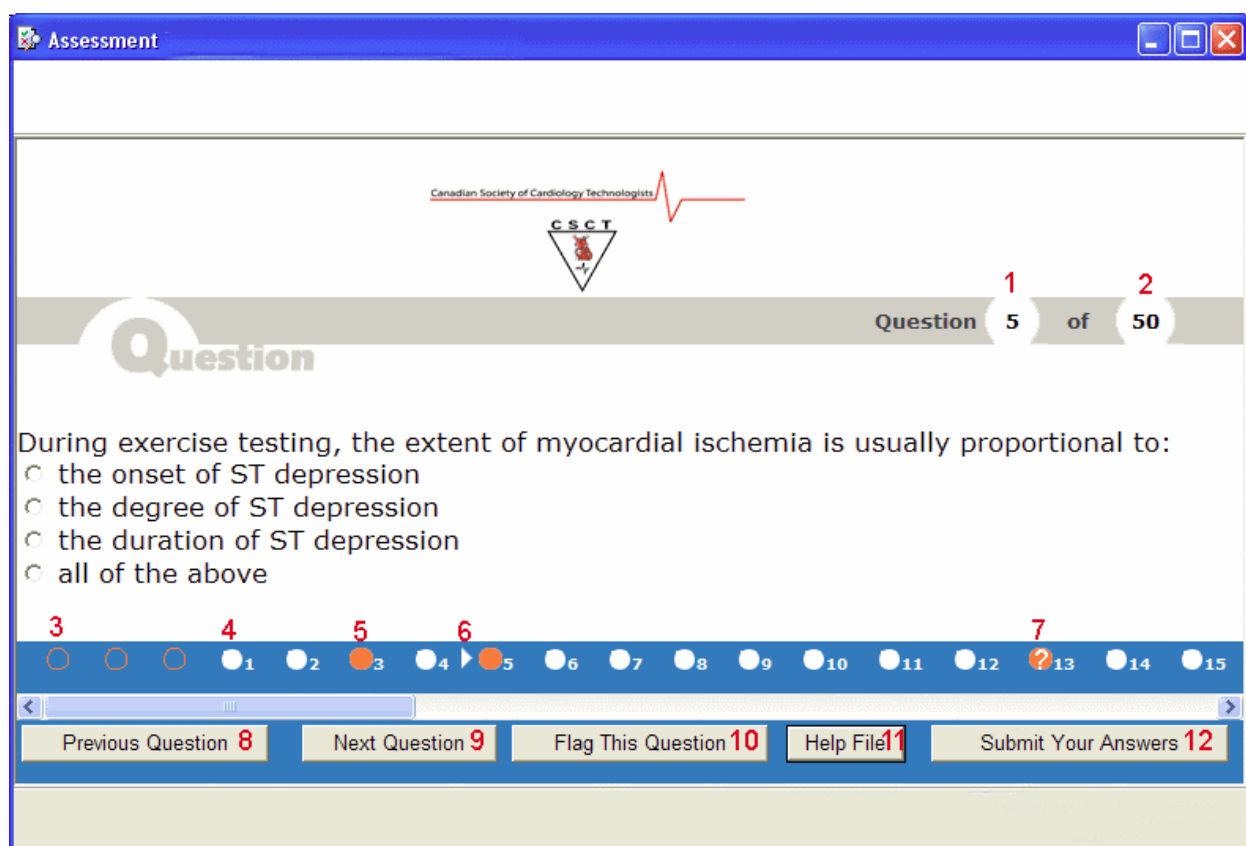 Assessment
Canadian Society of Cardiology Technologists
CSCT
1 2
Question 5 of 50
Question
During exercise testing, the extent of myocardial ischemia is usually proportional to:
the onset of ST depression
the degree of ST depression
the duration of ST depression
all of the above
3 4 5 6 7
1 2 3 4 5 6 7 8 9 10 11 12 ?13 14 15
Previous Question 8 Next Question 9 Flag This Question 10 Help File 11 Submit Your Answers 12